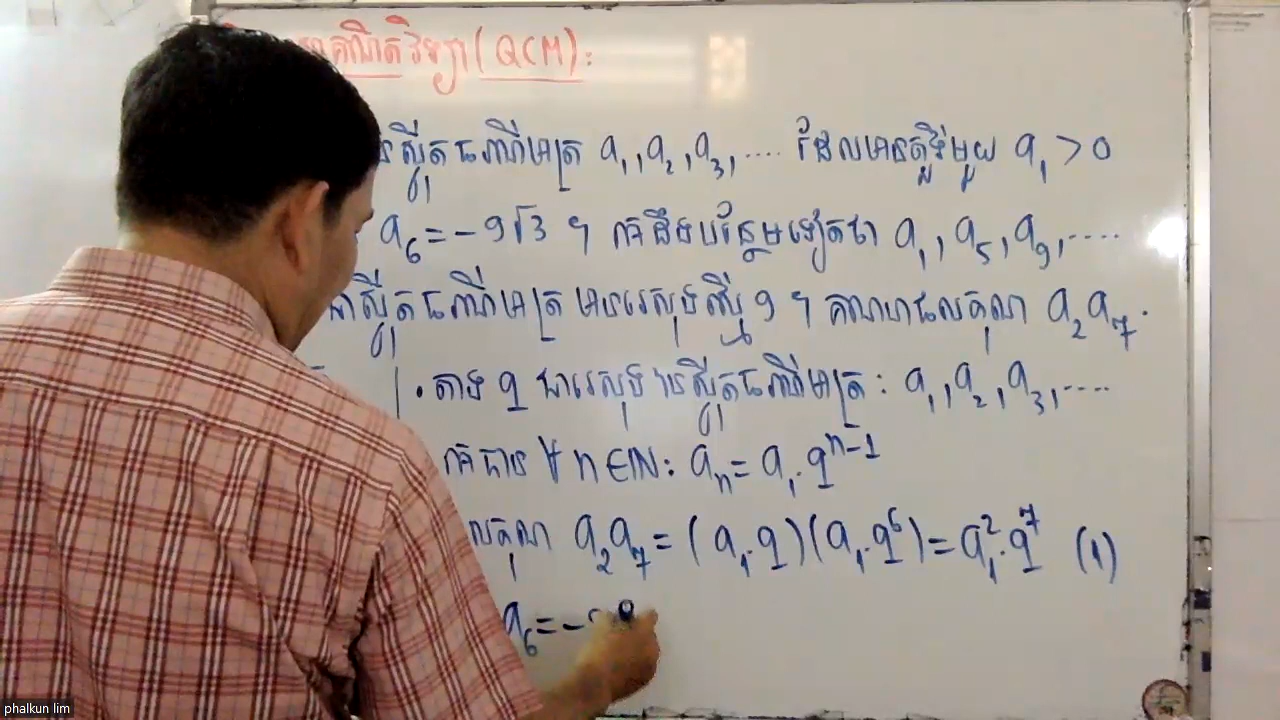 គណិតវិទ្យា (QCM):
ស្វ៊ីតធរណីមាត្រ a₁, a₂, a₃, .... ដែលមានតួទីមួយ a₁ > 0
a₆ = -9√3 ។ គេដឹងបន្ថែមទៀតថា a₁, a₅, a₉, ....
ជាស្វ៊ីតធរណីមាត្រ មានរេសុងស្មើ 9 ។ គណនាផលគុណ a₂a₇.
• តាង q ជារេសុងនៃស្វ៊ីតធរណីមាត្រ: a₁, a₂, a₃, ....
គេបាន ∀ n ∈ IN: aₙ = a₁.qⁿ⁻¹
a₂a₇ = (a₁.q)(a₁.q⁶) = a₁².q⁷ (1)
a₆ = -
phalkun lim